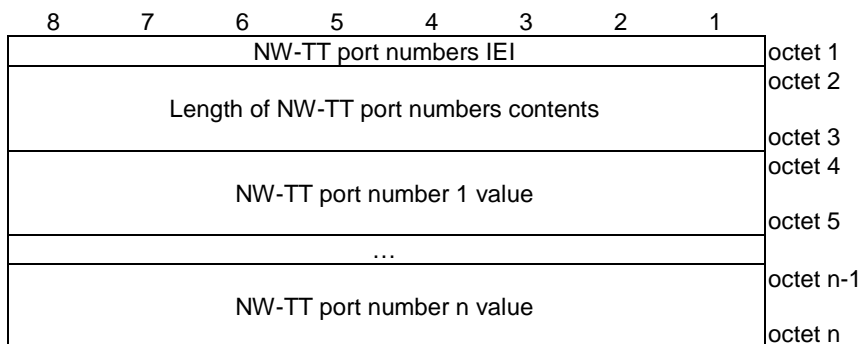 8 7 6 5 4 3 2 1
NW-TT port numbers IEI octet 1
octet 2
Length of NW-TT port numbers contents
octet 3
octet 4
NW-TT port number 1 value
octet 5
…
octet n-1
NW-TT port number n value
octet n